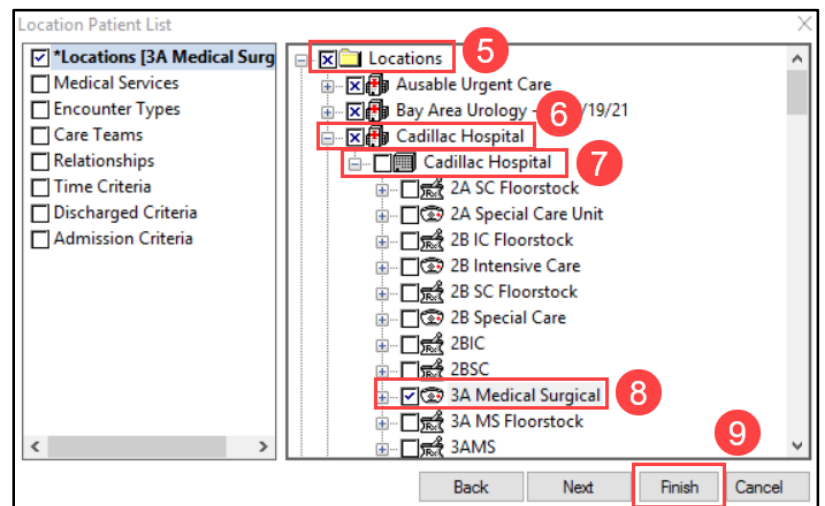 Location Patient List
*Locations [3A Medical Surg
Medical Services
Encounter Types
Care Teams
Relationships
Time Criteria
Discharged Criteria
Admission Criteria
Locations
5
Ausable Urgent Care
Bay Area Urology - /19/21
6
Cadillac Hospital
Cadillac Hospital
7
2A SC Floorstock
2A Special Care Unit
2B IC Floorstock
2B Intensive Care
2B SC Floorstock
2B Special Care
2BIC
2BSC
3A Medical Surgical
8
3A MS Floorstock
3AMS
9
Back Next Finish Cancel